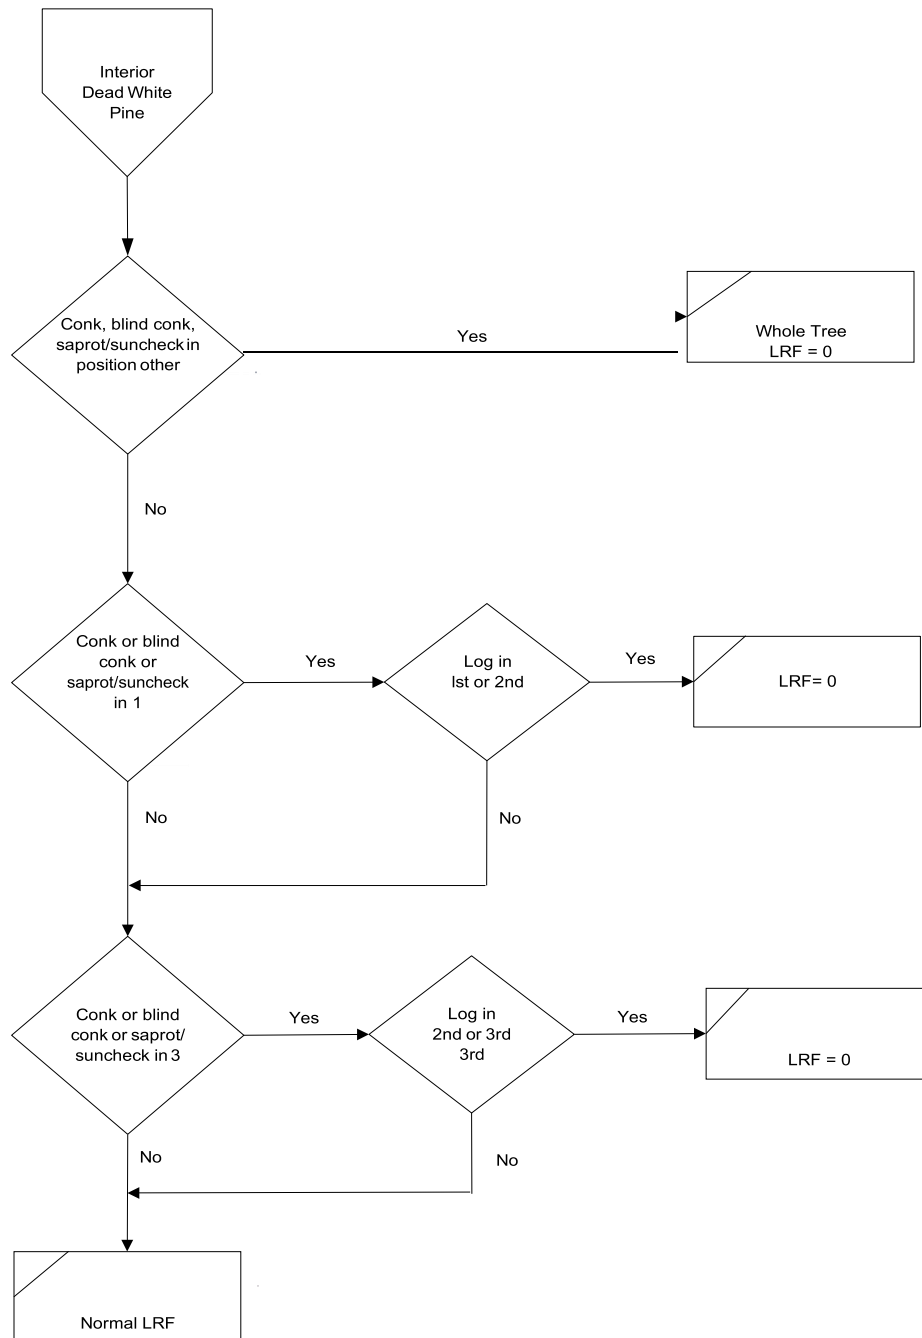 Interior
Dead White
Pine
Conk, blind conk,
saprot/suncheck in
position other
Yes
Whole Tree
LRF = 0
No
Conk or blind
conk or
saprot/suncheck
in 1
Yes
Log in
lst or 2nd
Yes
LRF= 0
No
No
Conk or blind
conk or saprot/
suncheck in 3
Yes
Log in
2nd or 3rd
3rd
Yes
LRF = 0
No
No
Normal LRF